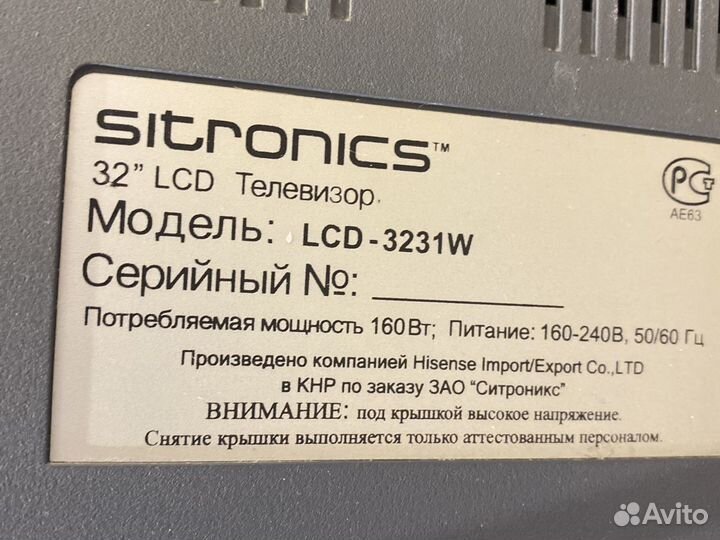 sitronics™
32" LCD Телевизор.
РСТ
АЕ63
Модель: LCD-3231W
Серийный №: ___________
Потребляемая мощность 160Вт; Питание: 160-240В, 50/60 Гц
Произведено компанией Hisense Import/Export Co.,LTD
в КНР по заказу ЗАО "Ситроникс"
ВНИМАНИЕ: под крышкой высокое напряжение.
Снятие крышки выполняется только аттестованным персоналом.
Avito